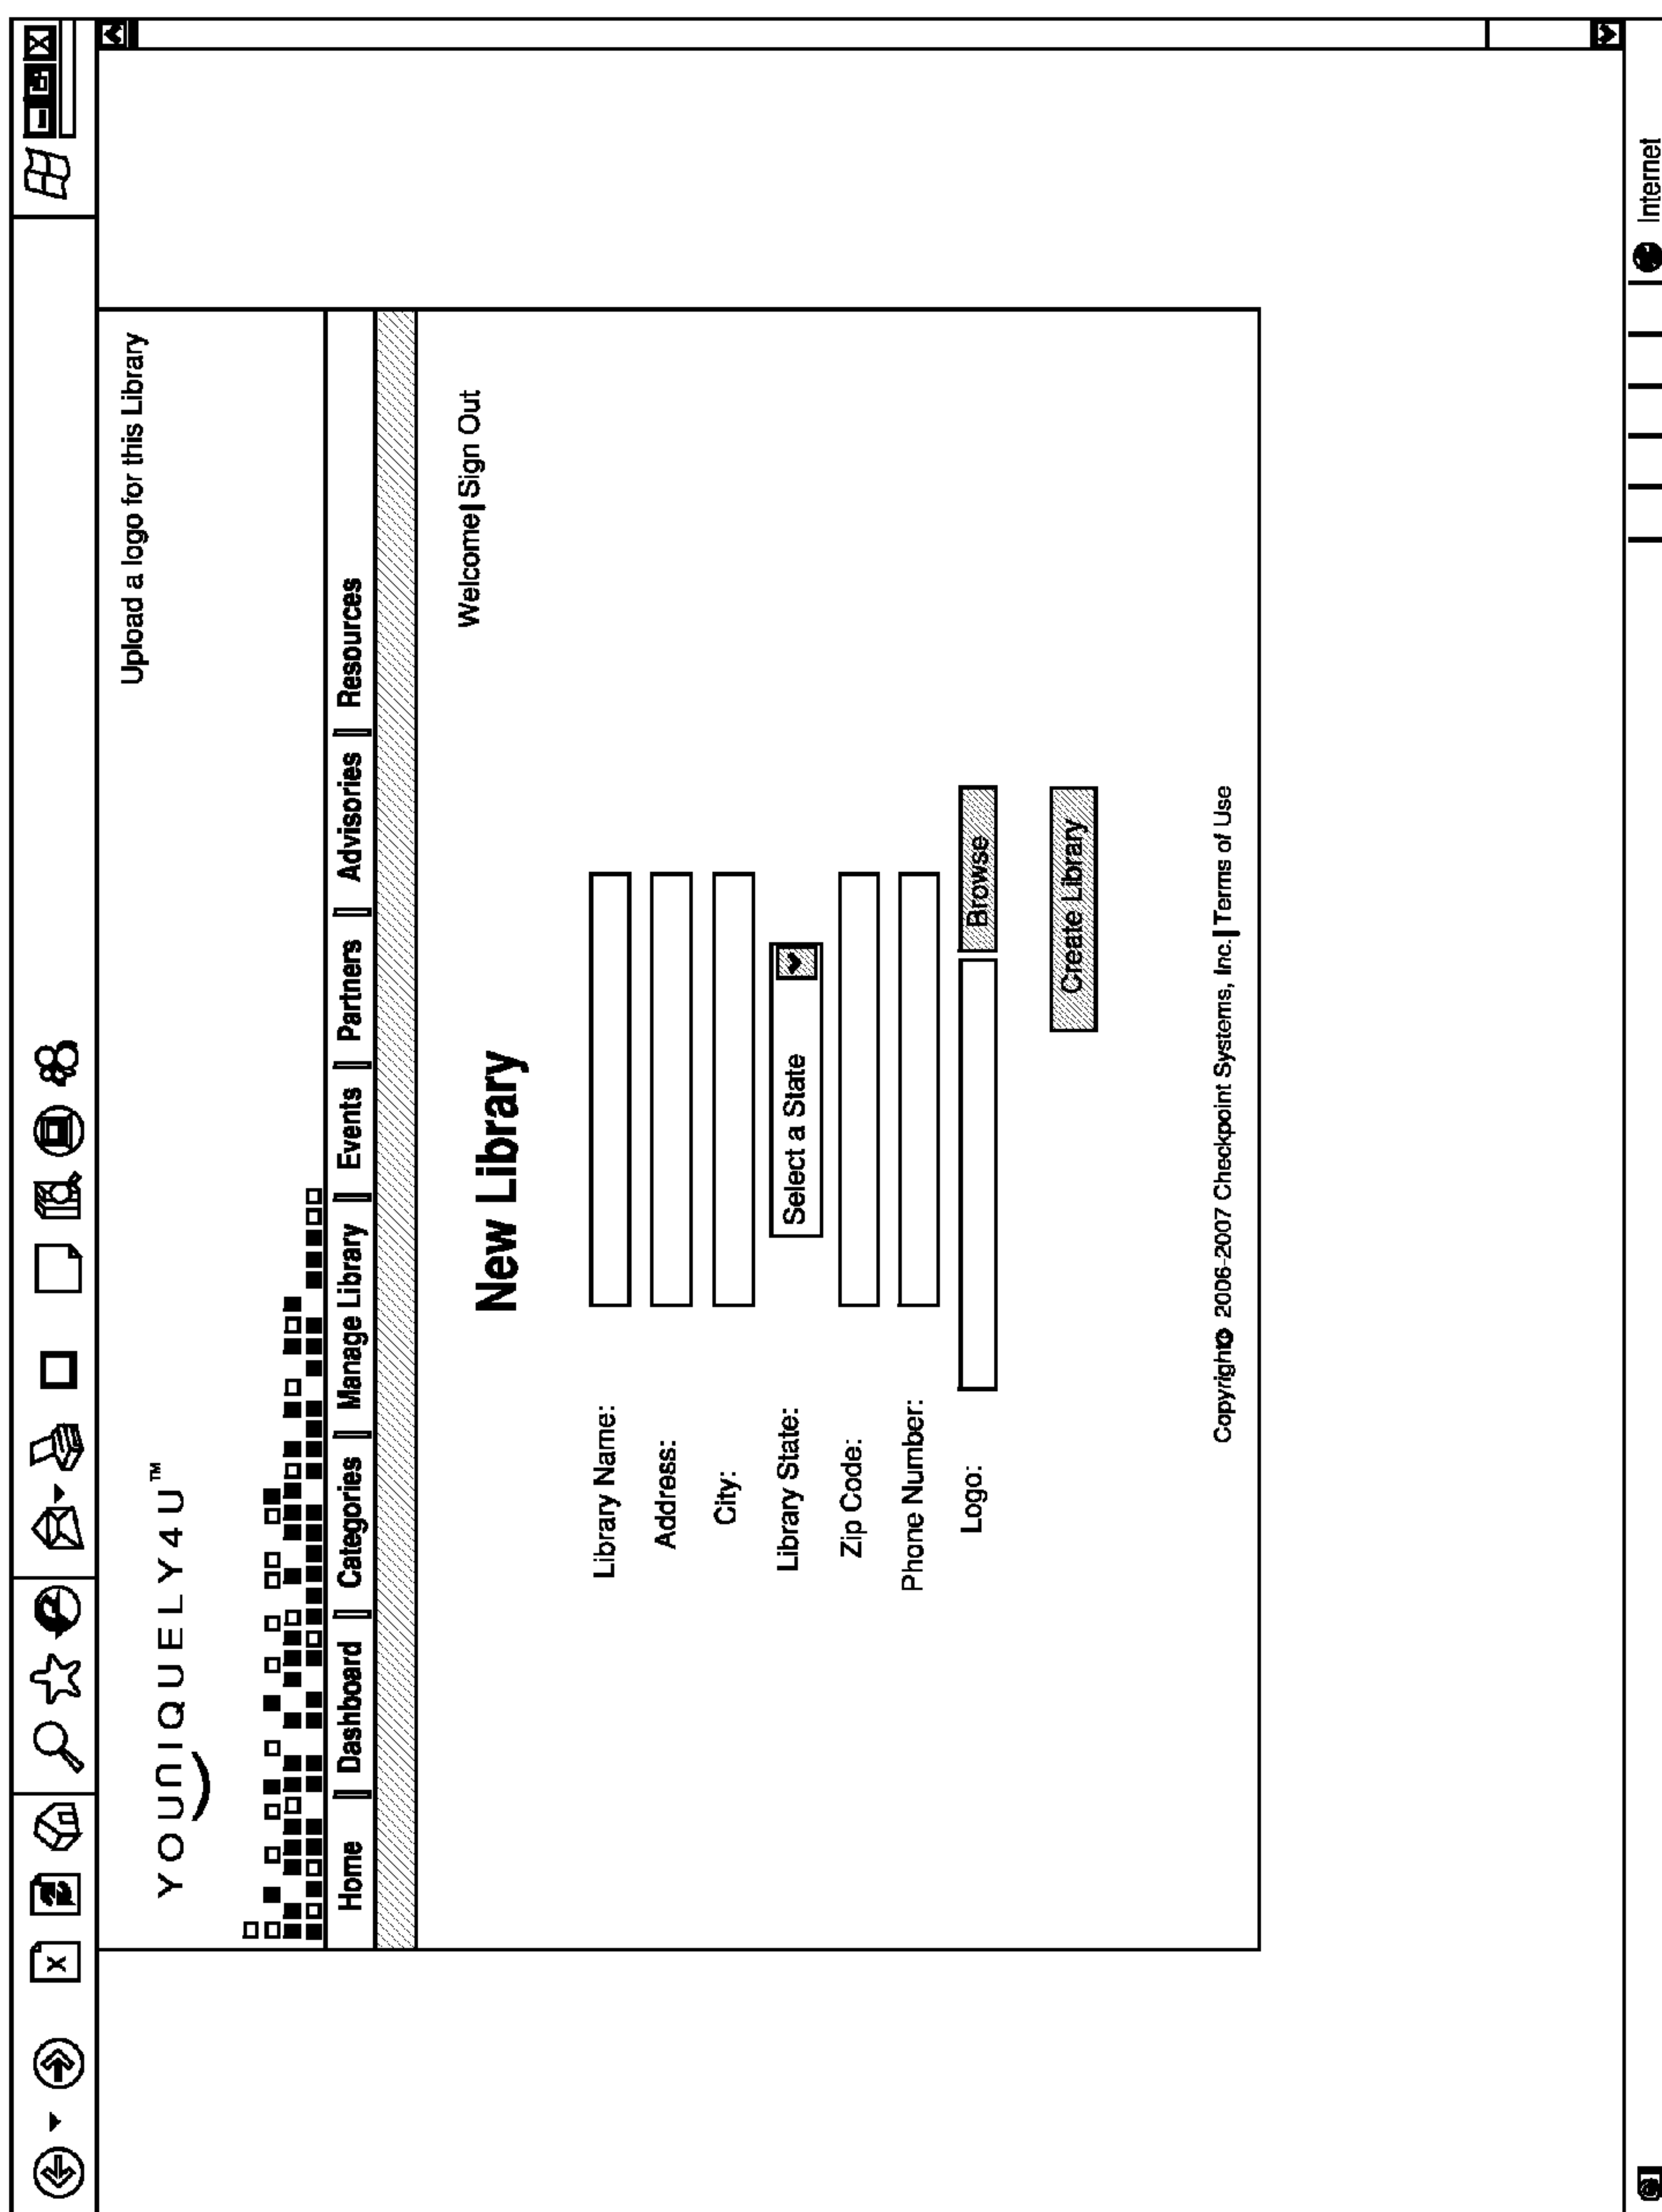 Upload a logo for this Library
YOUNIQUELY4U™
Home | Dashboard | Categories | Manage Library | Events | Partners | Advisories | Resources
Welcome| Sign Out
New Library
Library Name:
Address:
City:
Library State: Select a State
Zip Code:
Phone Number:
Logo: Browse
Create Library
Copyright© 2006-2007 Checkpoint Systems, Inc.| Terms of Use
Internet